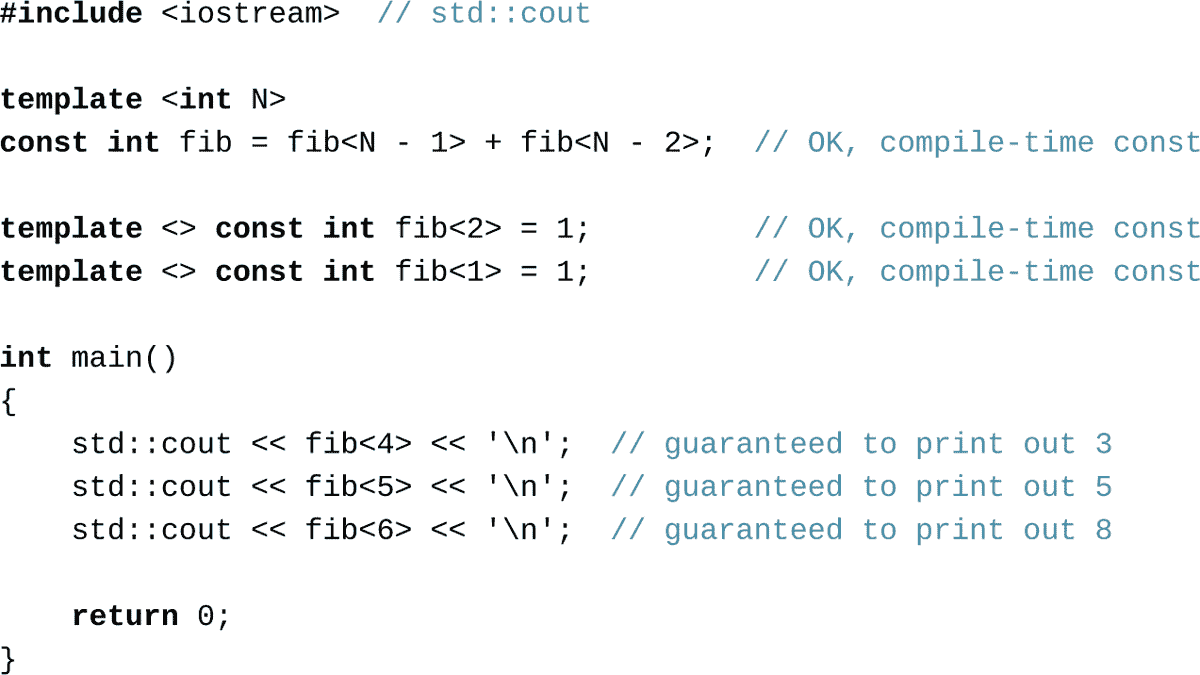 #include <iostream>  // std::cout
template <int N>
const int fib = fib<N - 1> + fib<N - 2>;  // OK, compile-time const
template <> const int fib<2> = 1;         // OK, compile-time const
template <> const int fib<1> = 1;         // OK, compile-time const
int main()
{
    std::cout << fib<4> << '\n';  // guaranteed to print out 3
    std::cout << fib<5> << '\n';  // guaranteed to print out 5
    std::cout << fib<6> << '\n';  // guaranteed to print out 8
    return 0;
}